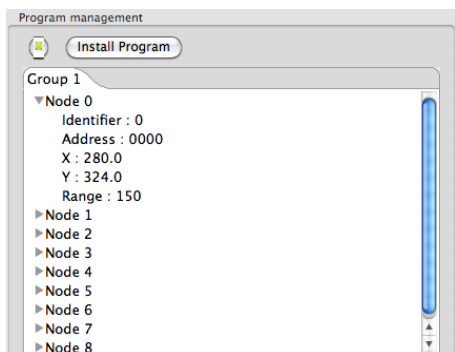 Program management
Install Program
Group 1
Node 0
Identifier : 0
Address : 0000
X : 280.0
Y : 324.0
Range : 150
Node 1
Node 2
Node 3
Node 4
Node 5
Node 6
Node 7
Node 8